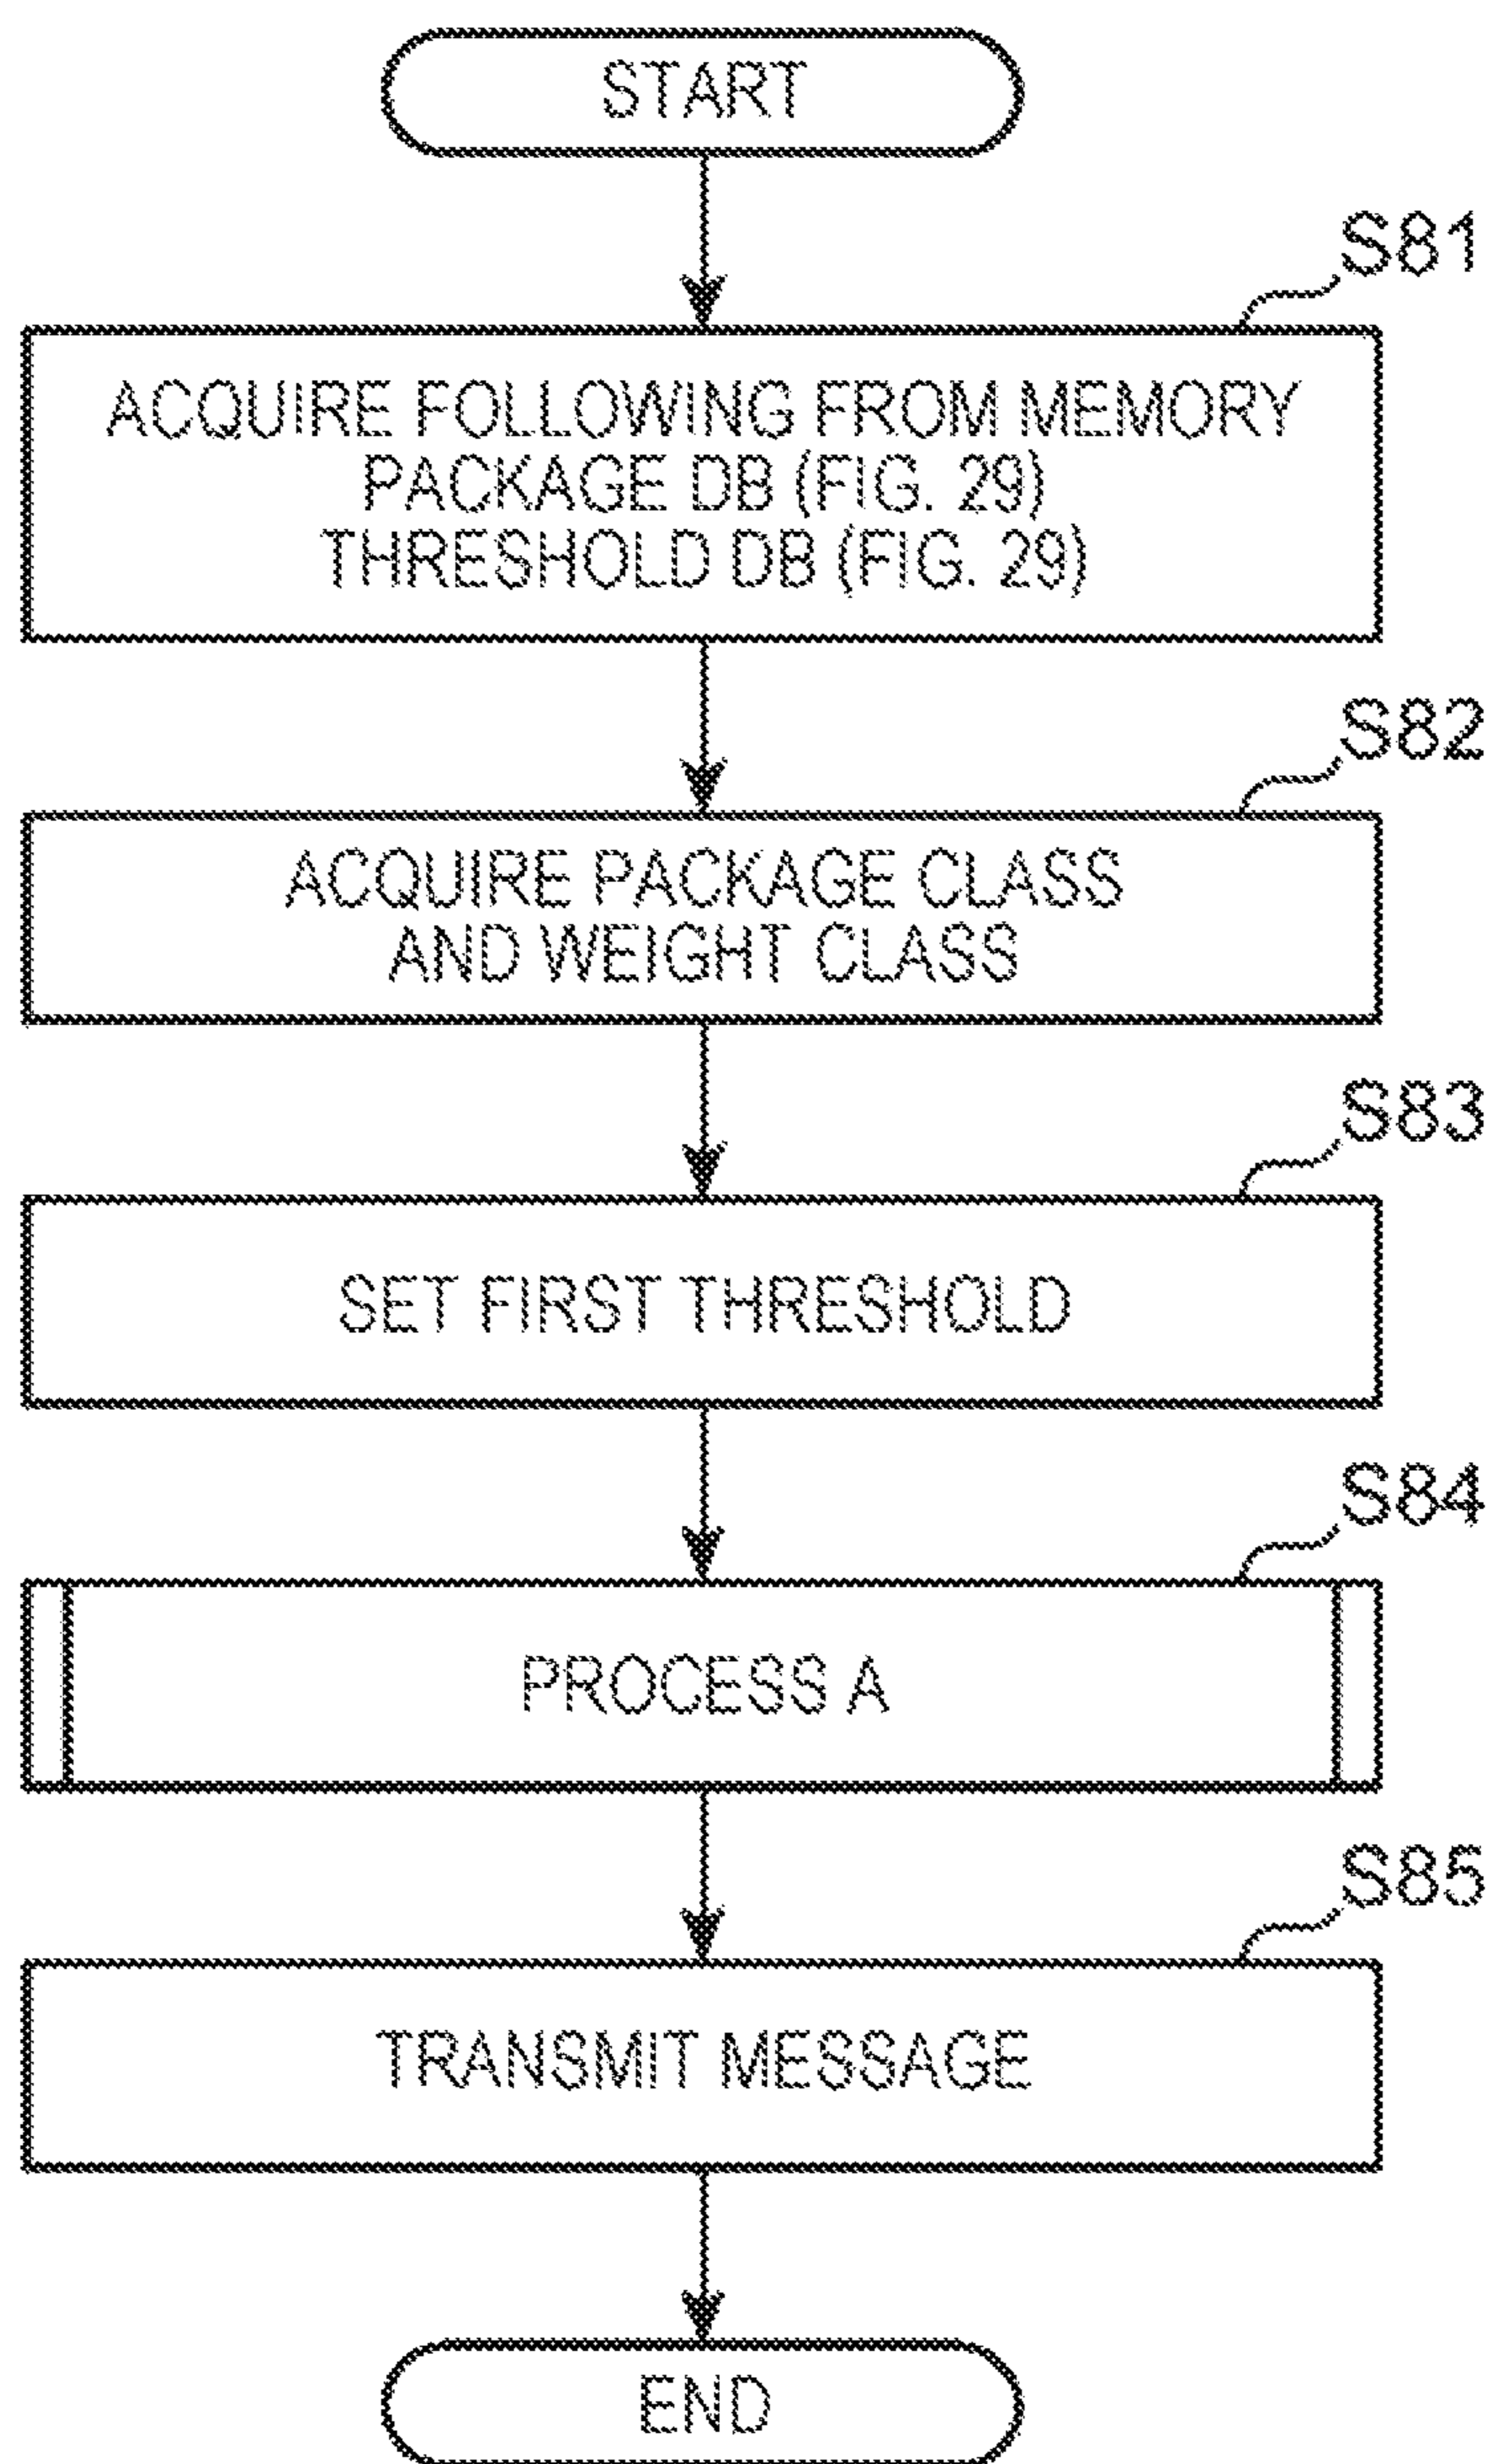 START
S81
ACQUIRE FOLLOWING FROM MEMORY
PACKAGE DB (FIG. 29)
THRESHOLD DB (FIG. 29)
S82
ACQUIRE PACKAGE CLASS
AND WEIGHT CLASS
S83
SET FIRST THRESHOLD
S84
PROCESS A
S85
TRANSMIT MESSAGE
END